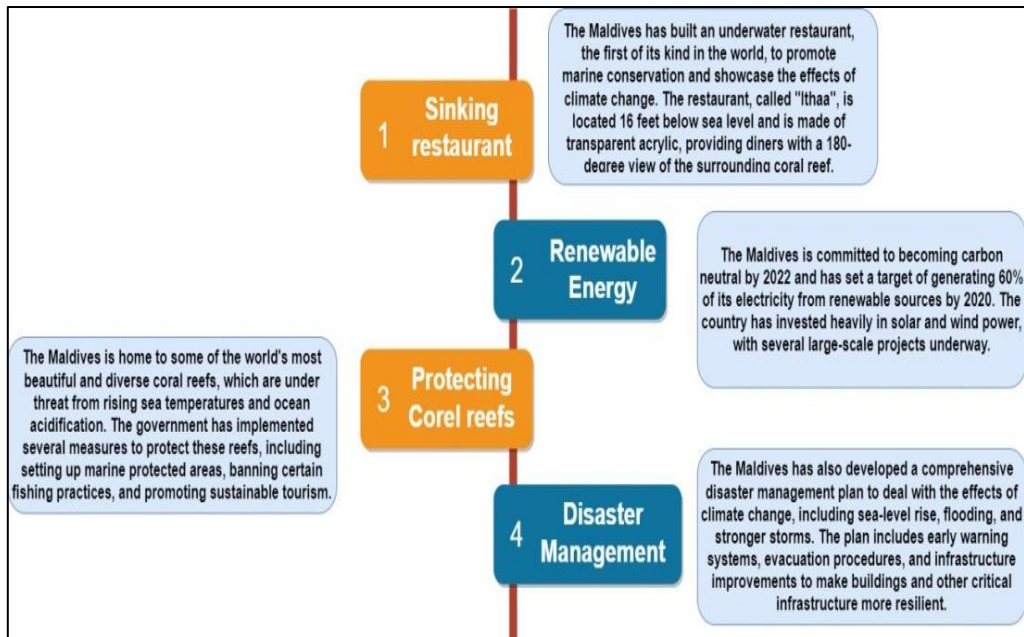 1
Sinking
restaurant
The Maldives has built an underwater restaurant,
the first of its kind in the world, to promote
marine conservation and showcase the effects of
climate change. The restaurant, called "Ithaa", is
located 16 feet below sea level and is made of
transparent acrylic, providing diners with a 180-
degree view of the surrounding coral reef.
2
Renewable
Energy
The Maldives is committed to becoming carbon
neutral by 2022 and has set a target of generating 60%
of its electricity from renewable sources by 2020. The
country has invested heavily in solar and wind power,
with several large-scale projects underway.
3
Protecting
Corel reefs
The Maldives is home to some of the world's most
beautiful and diverse coral reefs, which are under
threat from rising sea temperatures and ocean
acidification. The government has implemented
several measures to protect these reefs, including
setting up marine protected areas, banning certain
fishing practices, and promoting sustainable tourism.
4
Disaster
Management
The Maldives has also developed a comprehensive
disaster management plan to deal with the effects of
climate change, including sea-level rise, flooding, and
stronger storms. The plan includes early warning
systems, evacuation procedures, and infrastructure
improvements to make buildings and other critical
infrastructure more resilient.